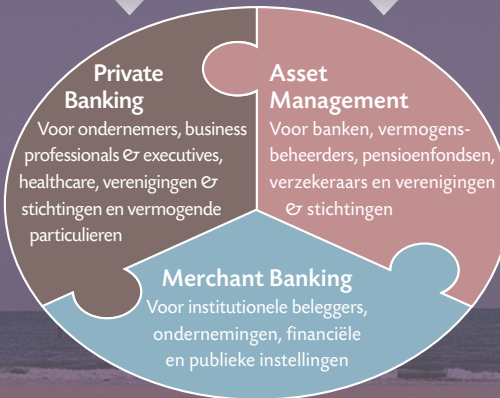 Private
Banking
Voor ondernemers, business
professionals & executives,
healthcare, verenigingen &
stichtingen en vermogende
particulieren
Asset
Management
Voor banken, vermogens-
beheerders, pensioenfondsen,
verzekeraars en verenigingen
& stichtingen
Merchant Banking
Voor institutionele beleggers,
ondernemingen, financiële
en publieke instellingen